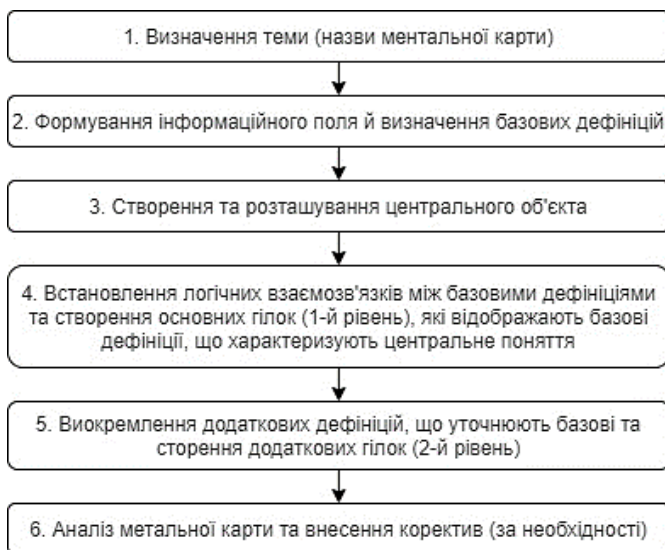 1. Визначення теми (назви ментальної карти)
2. Формування інформаційного поля й визначення базових дефініцій
3. Створення та розташування центрального об'єкта
4. Встановлення логічних взаємозв'язків між базовими дефініціями
та створення основних гілок (1-й рівень), які відображають базові
дефініції, що характеризують центральне поняття
5. Виокремлення додаткових дефініцій, що уточнюють базові та
сторення додаткових гілок (2-й рівень)
6. Аналіз метальної карти та внесення коректив (за необхідності)